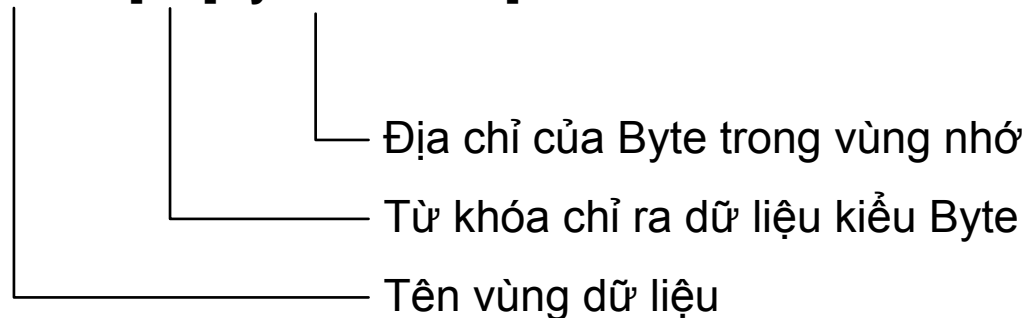 Địa chỉ của Byte trong vùng nhớ
Từ khóa chỉ ra dữ liệu kiểu Byte
Tên vùng dữ liệu